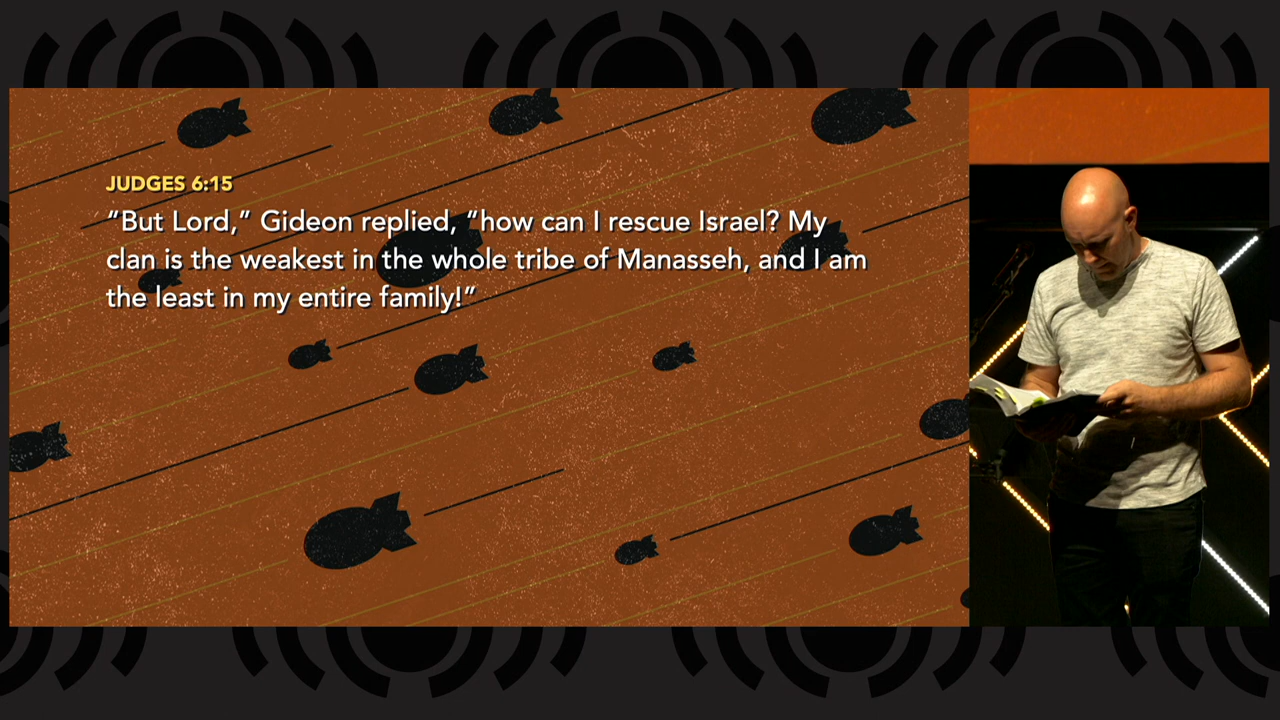 JUDGES 6:15
“But Lord,” Gideon replied, “how can I rescue Israel? My
clan is the weakest in the whole tribe of Manasseh, and I am
the least in my entire family!”